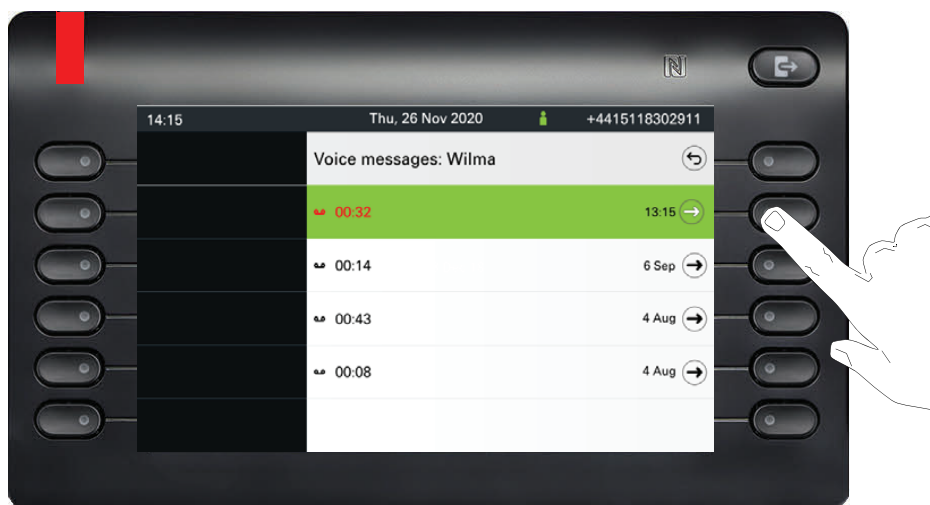 14:15 Thu, 26 Nov 2020 +4415118302911
Voice messages: Wilma
00:32 13:15
00:14 6 Sep
00:43 4 Aug
00:08 4 Aug